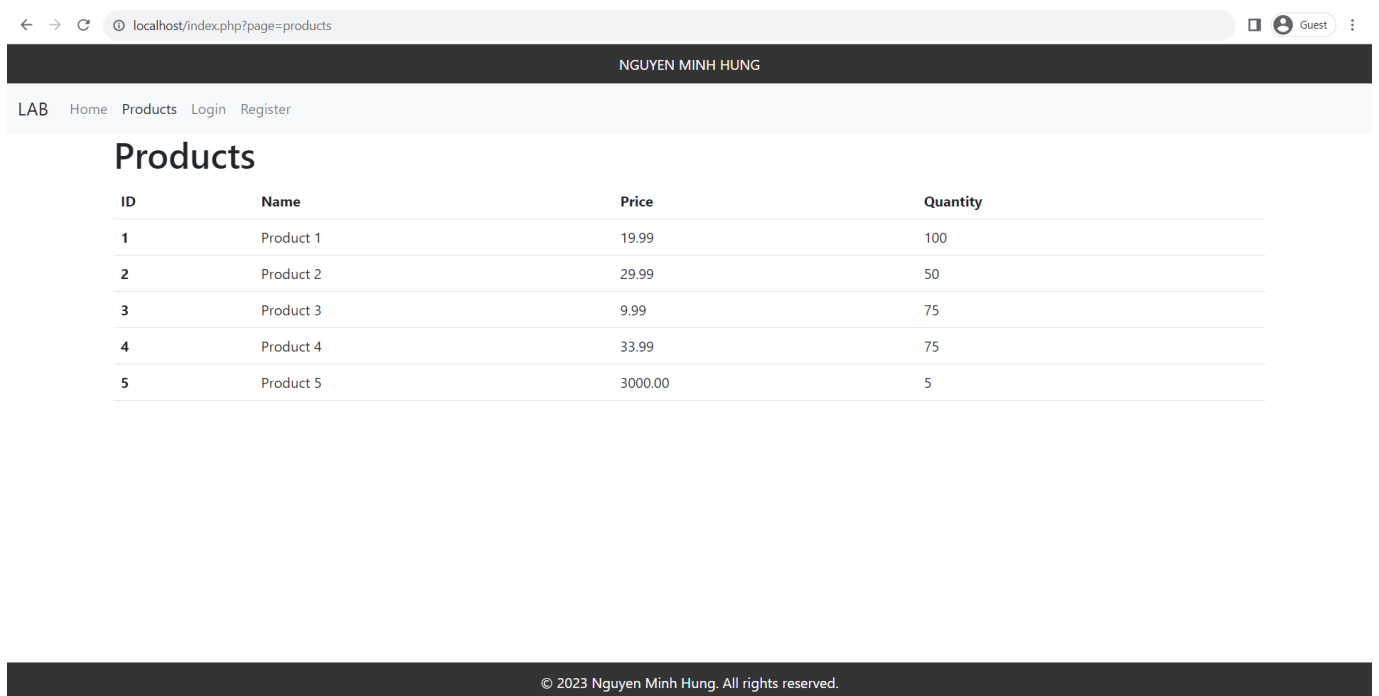 localhost/index.php?page=products
Guest
NGUYEN MINH HUNG
LAB Home Products Login Register
Products
ID Name Price Quantity
1 Product 1 19.99 100
2 Product 2 29.99 50
3 Product 3 9.99 75
4 Product 4 33.99 75
5 Product 5 3000.00 5
© 2023 Nguyen Minh Hung. All rights reserved.